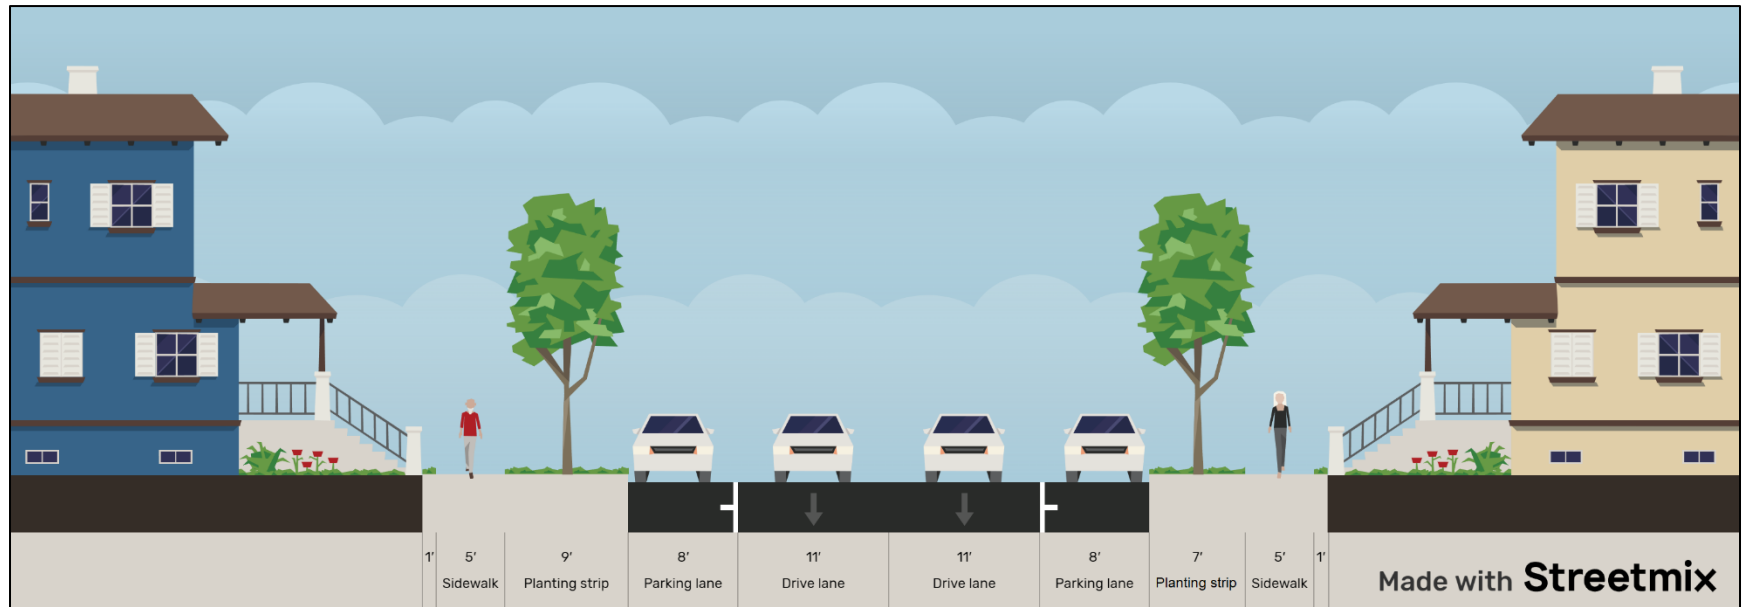 1' 5' 9' 8' 11' 11' 8' 7' 5' 1'
Sidewalk Planting strip Parking lane Drive lane Drive lane Parking lane Planting strip Sidewalk
Made with Streetmix